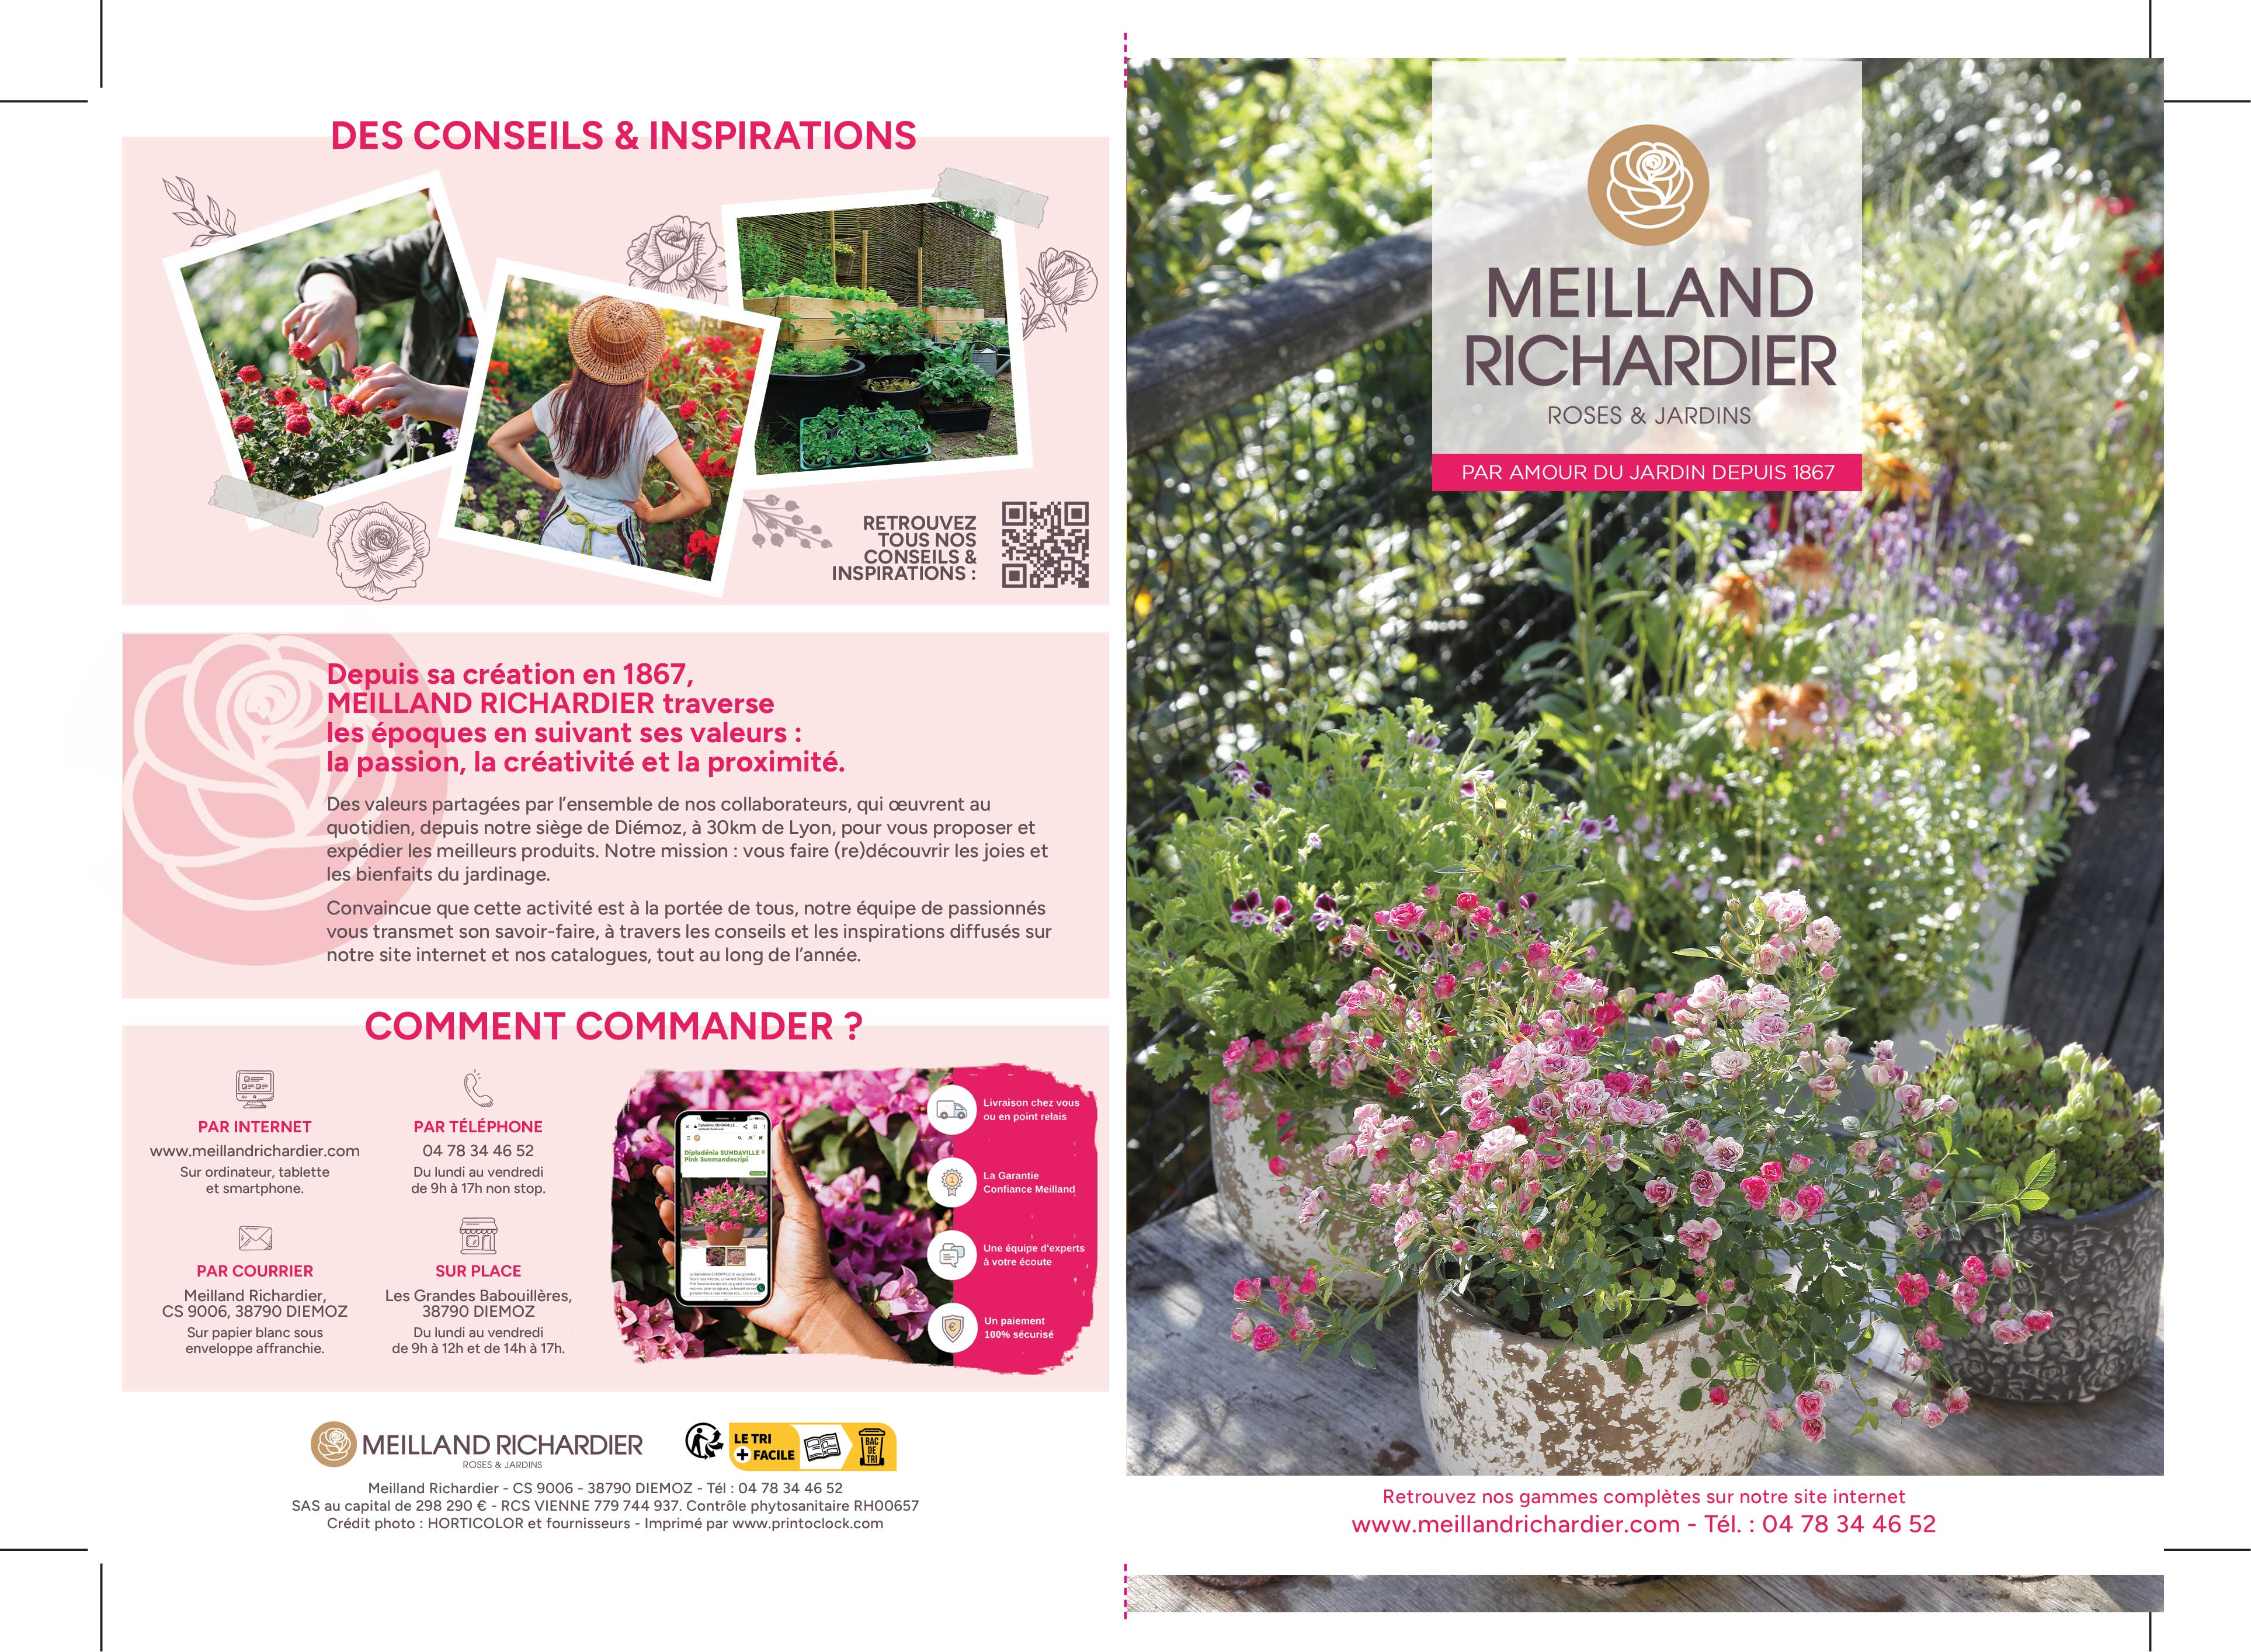 DES CONSEILS & INSPIRATIONS
RETROUVEZ
TOUS NOS
CONSEILS &
INSPIRATIONS :
Depuis sa création en 1867,
MEILLAND RICHARDIER traverse
les époques en suivant ses valeurs :
la passion, la créativité et la proximité.
Des valeurs partagées par l'ensemble de nos collaborateurs, qui œuvrent au
quotidien, depuis notre siège de Diémoz, à 30km de Lyon, pour vous proposer et
expédier les meilleurs produits. Notre mission : vous faire (re)découvrir les joies et
les bienfaits du jardinage.
Convaincue que cette activité est à la portée de tous, notre équipe de passionnés
vous transmet son savoir-faire, à travers les conseils et les inspirations diffusés sur
notre site internet et nos catalogues, tout au long de l'année.
COMMENT COMMANDER ?
PAR INTERNET
www.meillandrichardier.com
Sur ordinateur, tablette
et smartphone.
PAR TÉLÉPHONE
04 78 34 46 52
Du lundi au vendredi
de 9h à 17h non stop.
PAR COURRIER
Meilland Richardier,
CS 9006, 38790 DIEMOZ
Sur papier blanc sous
enveloppe affranchie.
SUR PLACE
Les Grandes Babouillères,
38790 DIEMOZ
Du lundi au vendredi
de 9h à 12h et de 14h à 17h.
Dipladénia SUNDAVILLE ®
Pink Sunmandecripi
Livraison chez vous
ou en point relais
La Garantie
Confiance Meilland
Une équipe d'experts
à votre écoute
Un paiement
100% sécurisé
MEILLAND RICHARDIER
ROSES & JARDINS
LE TRI
+ FACILE
BAC
DE
TRI
Meilland Richardier - CS 9006 - 38790 DIEMOZ - Tél : 04 78 34 46 52
SAS au capital de 298 290 € - RCS VIENNE 779 744 937. Contrôle phytosanitaire RH00657
Crédit photo : HORTICOLOR et fournisseurs - Imprimé par www.printoclock.com
MEILLAND
RICHARDIER
ROSES & JARDINS
PAR AMOUR DU JARDIN DEPUIS 1867
Retrouvez nos gammes complètes sur notre site internet
www.meillandrichardier.com - Tél. : 04 78 34 46 52